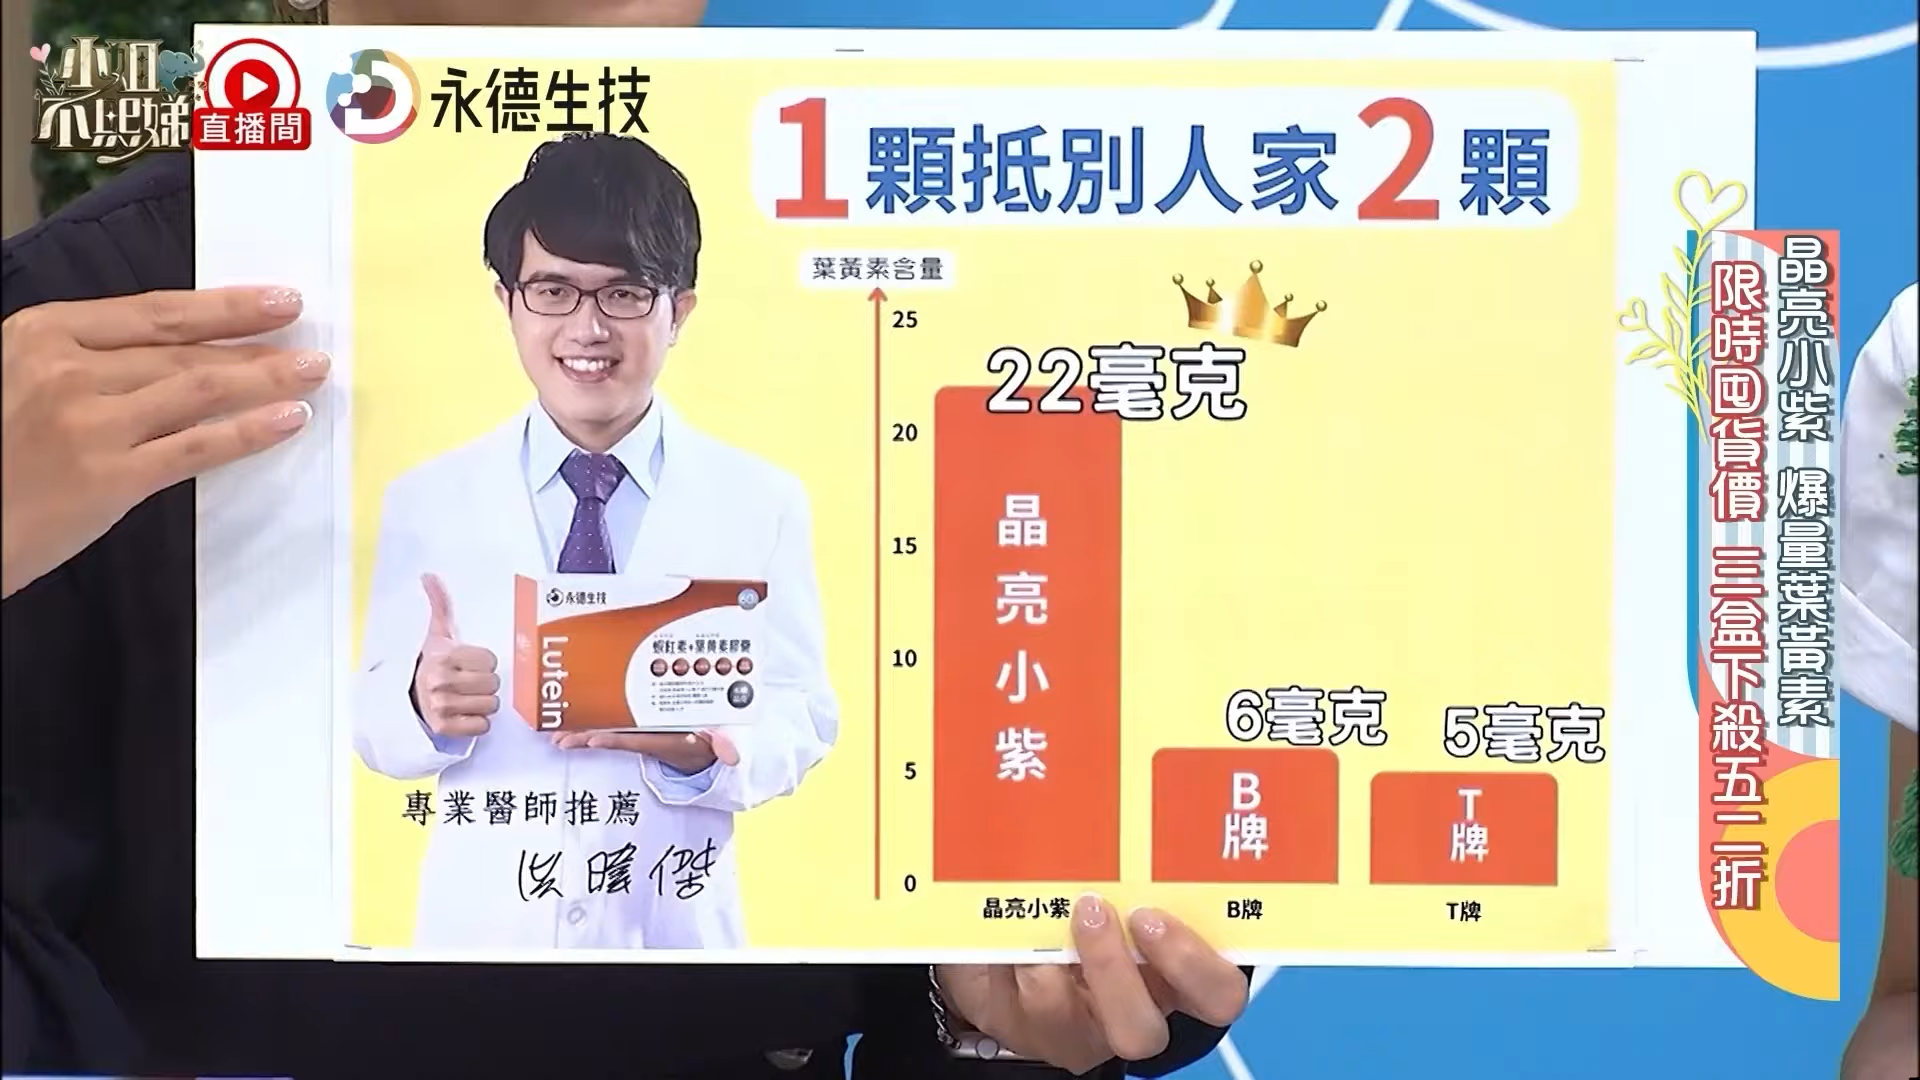 小姐不熙娣
直播間
永德生技
1顆抵別人家2顆
葉黃素含量
25
20
15
10
5
0
22毫克
6毫克
5毫克
晶亮小紫
B牌
T牌
晶亮小紫
B牌
T牌
永德生技
Lutein
蝦紅素+葉黃素膠囊
專業醫師推薦
洪暐傑
晶亮小紫 爆量葉黃素
限時囤貨價 三盒下殺五二折